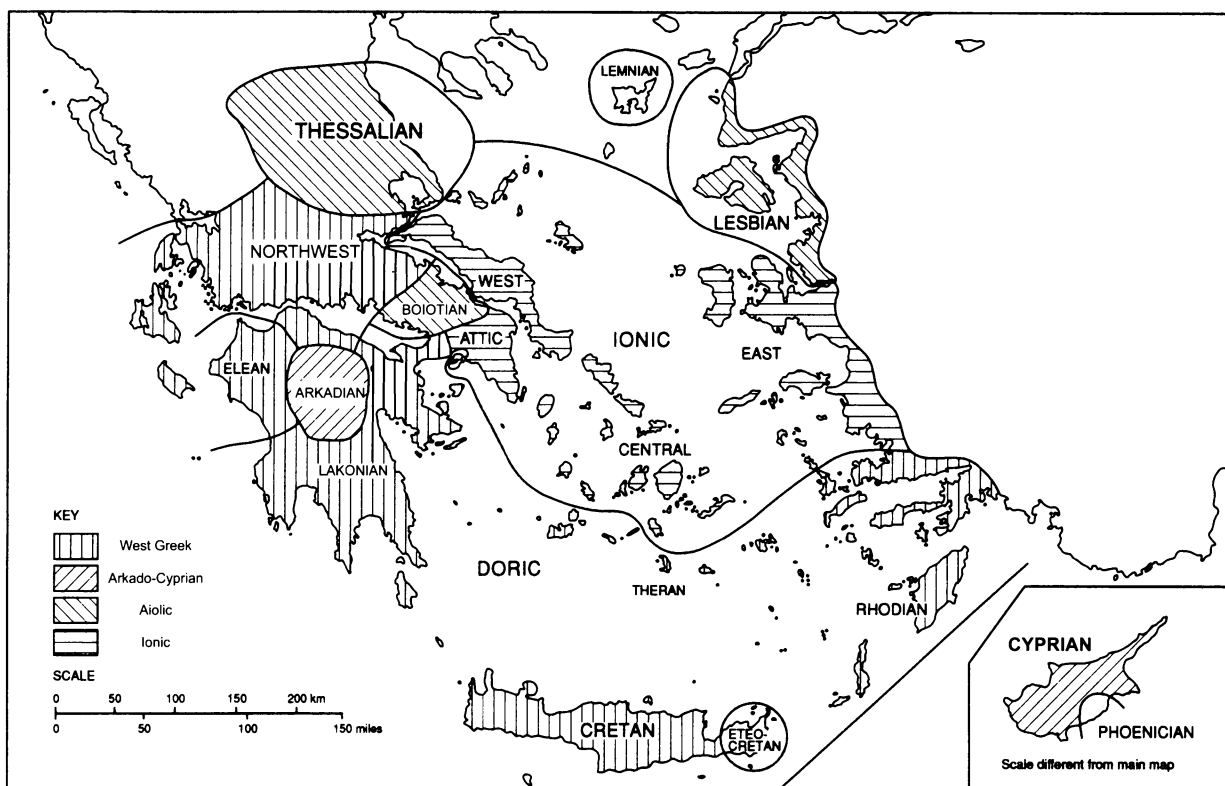 LEMNIAN
THESSALIAN
LESBIAN
NORTHWEST
WEST
BOIOTIAN
ATTIC
IONIC
EAST
ELEAN
ARKADIAN
CENTRAL
LAKONIAN
DORIC
THERAN
RHODIAN
CRETAN
ETEO-
CRETAN
KEY
West Greek
Arkado-Cyprian
Aiolic
Ionic
SCALE
0 50 100 150 200 km
50 100 150 miles
CYPRIAN
PHOENICIAN
Scale different from main map